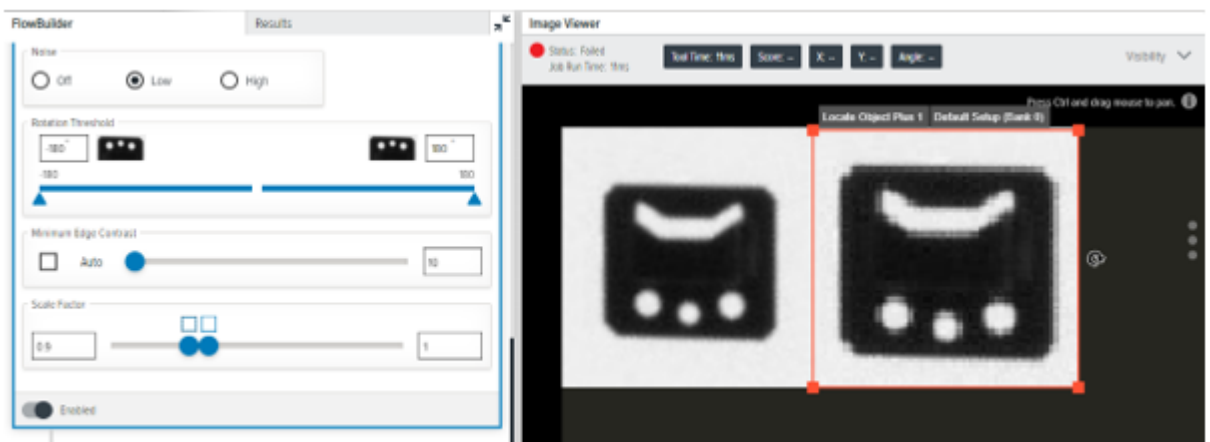 FlowBuilder
Results
Noise
Off
Low
High
Rotation Threshold
-180°
180°
-180
180
Minimum Edge Contrast
Auto
10
Scale Factor
0.9
1
Enabled
Image Viewer
Status: Failed
Job Run Time: 11ms
Tool Time: 11ms
Score: --
X: --
Y: --
Angle: --
Visibility
Press Ctrl and drag mouse to pan.
Locate Object Plus 1
Default Setup (Bank 0)